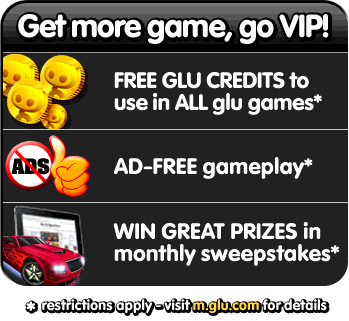 Get more game, go VIP!
FREE GLU CREDITS to
use in ALL glu games*
ADS
AD-FREE gameplay*
WIN GREAT PRIZES in
monthly sweepstakes*
* restrictions apply - visit m.glu.com for details